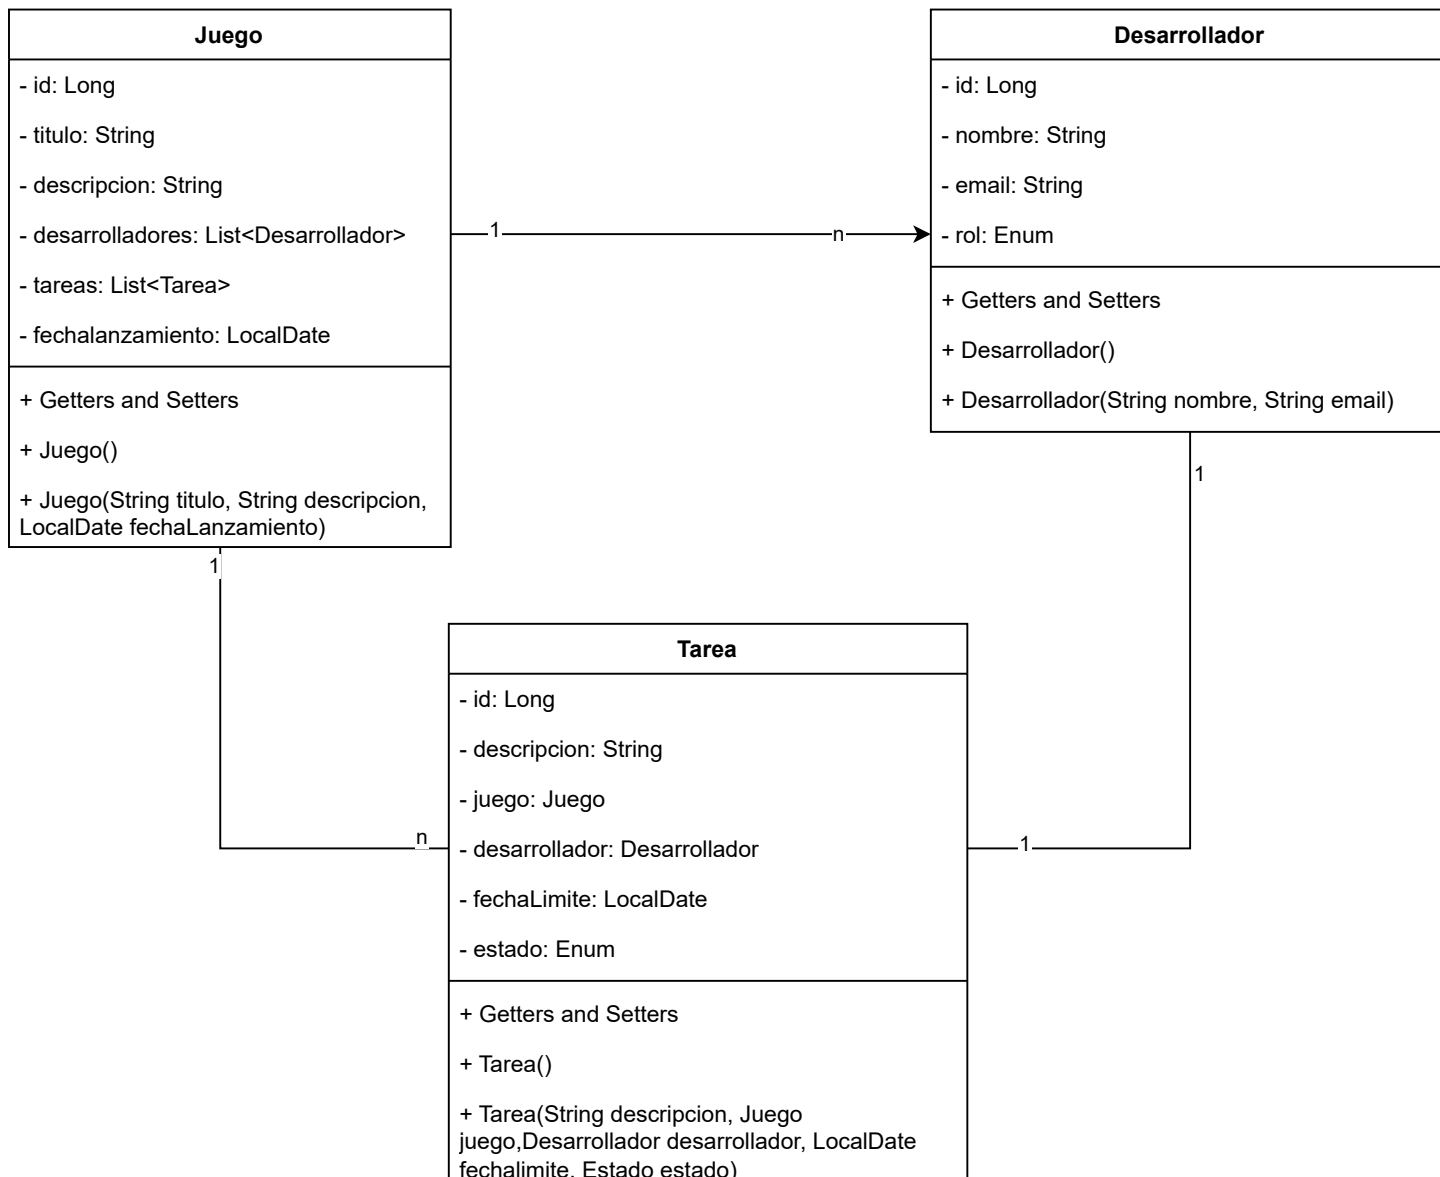 Juego
- id: Long
- titulo: String
- descripcion: String
- desarrolladores: List<Desarrollador>
- tareas: List<Tarea>
- fechalanzamiento: LocalDate
+ Getters and Setters
+ Juego()
+ Juego(String titulo, String descripcion,
LocalDate fechaLanzamiento)
1
n
Desarrollador
- id: Long
- nombre: String
- email: String
- rol: Enum
+ Getters and Setters
+ Desarrollador()
+ Desarrollador(String nombre, String email)
1
1
n
1
Tarea
- id: Long
- descripcion: String
- juego: Juego
- desarrollador: Desarrollador
- fechaLimite: LocalDate
- estado: Enum
+ Getters and Setters
+ Tarea()
+ Tarea(String descripcion, Juego
juego,Desarrollador desarrollador, LocalDate
fechalimite, Estado estado)